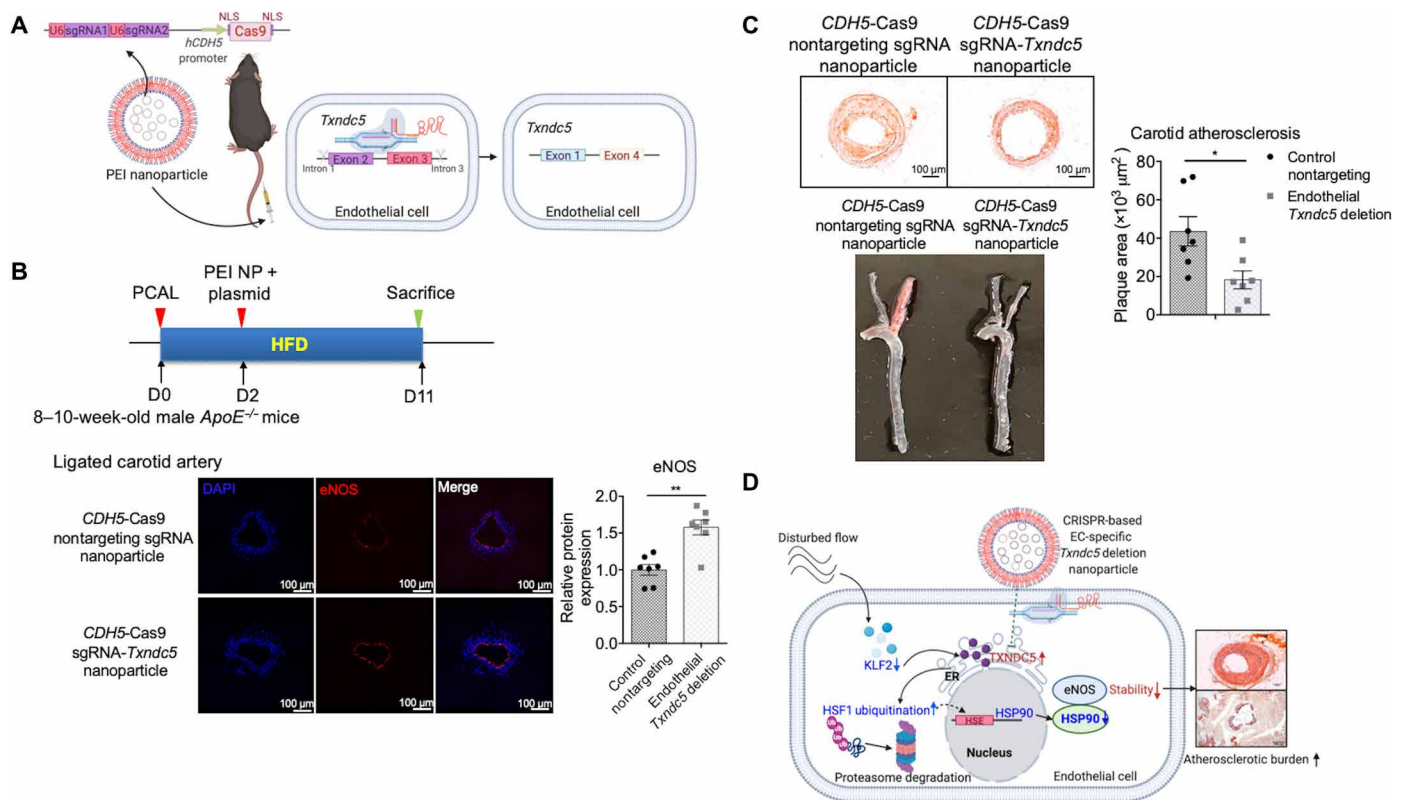 A
NLS NLS
U6 sgRNA1 U6 sgRNA2
Cas9
hCDH5
promoter
PEI nanoparticle
Txndc5
Exon 2 Exon 3
Intron 1 Intron 3
Endothelial cell
Txndc5
Exon 1 Exon 4
Endothelial cell
B
PCAL
PEI NP +
plasmid
Sacrifice
HFD
D0 D2 D11
8–10-week-old male ApoE–/– mice
Ligated carotid artery
DAPI eNOS Merge
CDH5-Cas9
nontargeting sgRNA
nanoparticle
100 µm 100 µm 100 µm
CDH5-Cas9
sgRNA-Txndc5
nanoparticle
100 µm 100 µm 100 µm
eNOS
**
Relative protein
expression
2.0
1.5
1.0
0.5
0.0
Control
nontargeting
Endothelial
Txndc5 deletion
C
CDH5-Cas9
nontargeting sgRNA
nanoparticle
CDH5-Cas9
sgRNA-Txndc5
nanoparticle
100 µm 100 µm
CDH5-Cas9
nontargeting sgRNA
nanoparticle
CDH5-Cas9
sgRNA-Txndc5
nanoparticle
Carotid atherosclerosis
*
Plaque area (×10³ µm²)
80
60
40
20
0
Control
nontargeting
Endothelial
Txndc5 deletion
D
Disturbed flow
CRISPR-based
EC-specific
Txndc5 deletion
nanoparticle
KLF2
TXNDC5
ER
HSF1 ubiquitination
HSE
HSP90
Nucleus
eNOS
Stability
HSP90
Ub
Ub
Ub
Ub
Proteasome degradation
Endothelial cell
Atherosclerotic burden